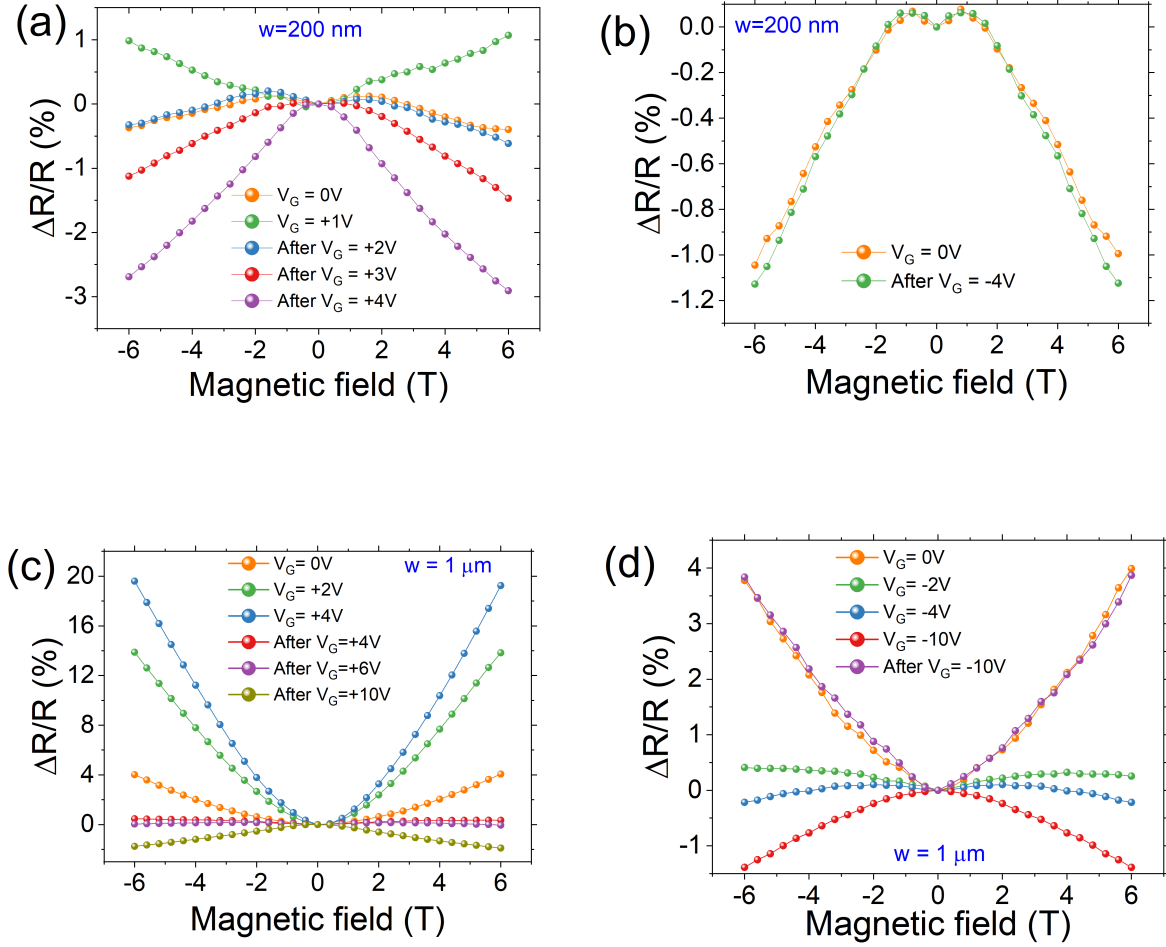 (a)
w=200 nm
1
0
-1
-2
-3
ΔR/R (%)
V_G = 0V
V_G = +1V
After V_G = +2V
After V_G = +3V
After V_G = +4V
-6 -4 -2 0 2 4 6
Magnetic field (T)
(b)
w=200 nm
0.0
-0.2
-0.4
-0.6
-0.8
-1.0
-1.2
ΔR/R (%)
V_G = 0V
After V_G = -4V
-6 -4 -2 0 2 4 6
Magnetic field (T)
(c)
w = 1 μm
20
16
12
8
4
0
ΔR/R (%)
V_G= 0V
V_G= +2V
V_G= +4V
After V_G=+4V
After V_G=+6V
After V_G=+10V
-6 -4 -2 0 2 4 6
Magnetic field (T)
(d)
4
3
2
1
0
-1
ΔR/R (%)
V_G= 0V
V_G= -2V
V_G= -4V
V_G= -10V
After V_G= -10V
w = 1 μm
-6 -4 -2 0 2 4 6
Magnetic field (T)